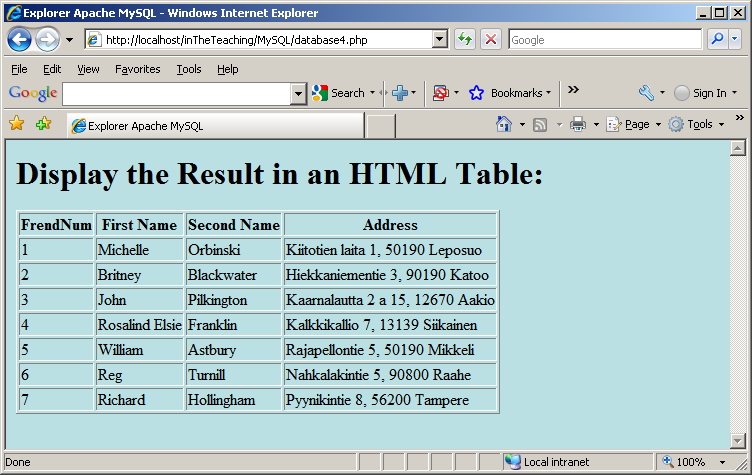 Explorer Apache MySQL - Windows Internet Explorer
http://localhost/inTheTeaching/MySQL/database4.php
Google
File Edit View Favorites Tools Help
Google Search Bookmarks » Sign In
Explorer Apache MySQL Page Tools »
Display the Result in an HTML Table:
FrendNum First Name Second Name Address
1 Michelle Orbinski Kiitotien laita 1, 50190 Leposuo
2 Britney Blackwater Hiekkaniementie 3, 90190 Katoo
3 John Pilkington Kaarnalautta 2 a 15, 12670 Aakio
4 Rosalind Elsie Franklin Kalkkikallio 7, 13139 Siikainen
5 William Astbury Rajapellontie 5, 50190 Mikkeli
6 Reg Turnill Nahkalakintie 5, 90800 Raahe
7 Richard Hollingham Pyynikintie 8, 56200 Tampere
Done Local intranet 100%